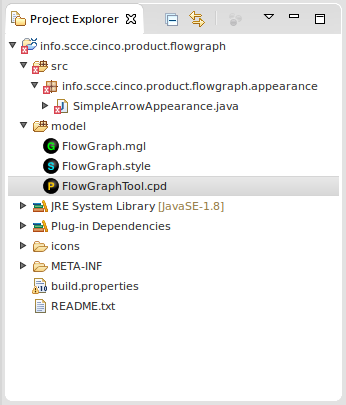 Project Explorer
info.scce.cinco.product.flowgraph
src
info.scce.cinco.product.flowgraph.appearance
SimpleArrowAppearance.java
model
FlowGraph.mgl
FlowGraph.style
FlowGraphTool.cpd
JRE System Library [JavaSE-1.8]
Plug-in Dependencies
icons
META-INF
build.properties
README.txt